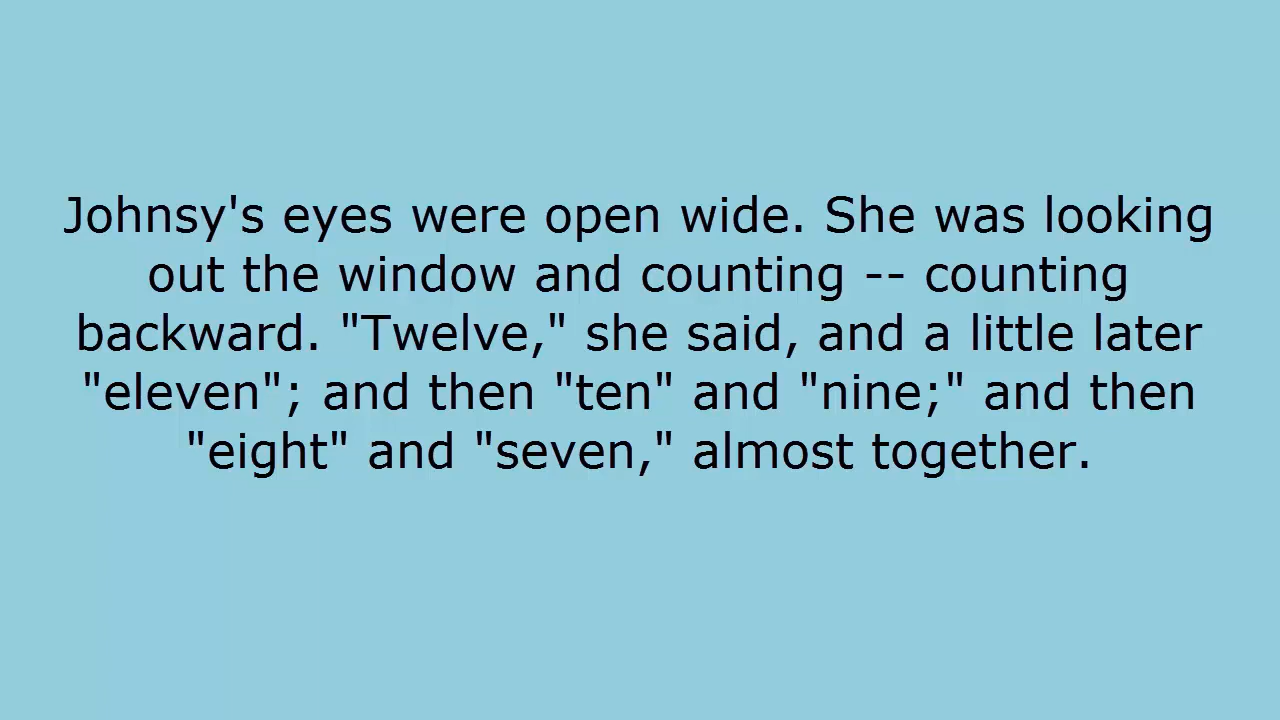 Johnsy's eyes were open wide. She was looking
out the window and counting -- counting
backward. "Twelve," she said, and a little later
"eleven"; and then "ten" and "nine;" and then
"eight" and "seven," almost together.